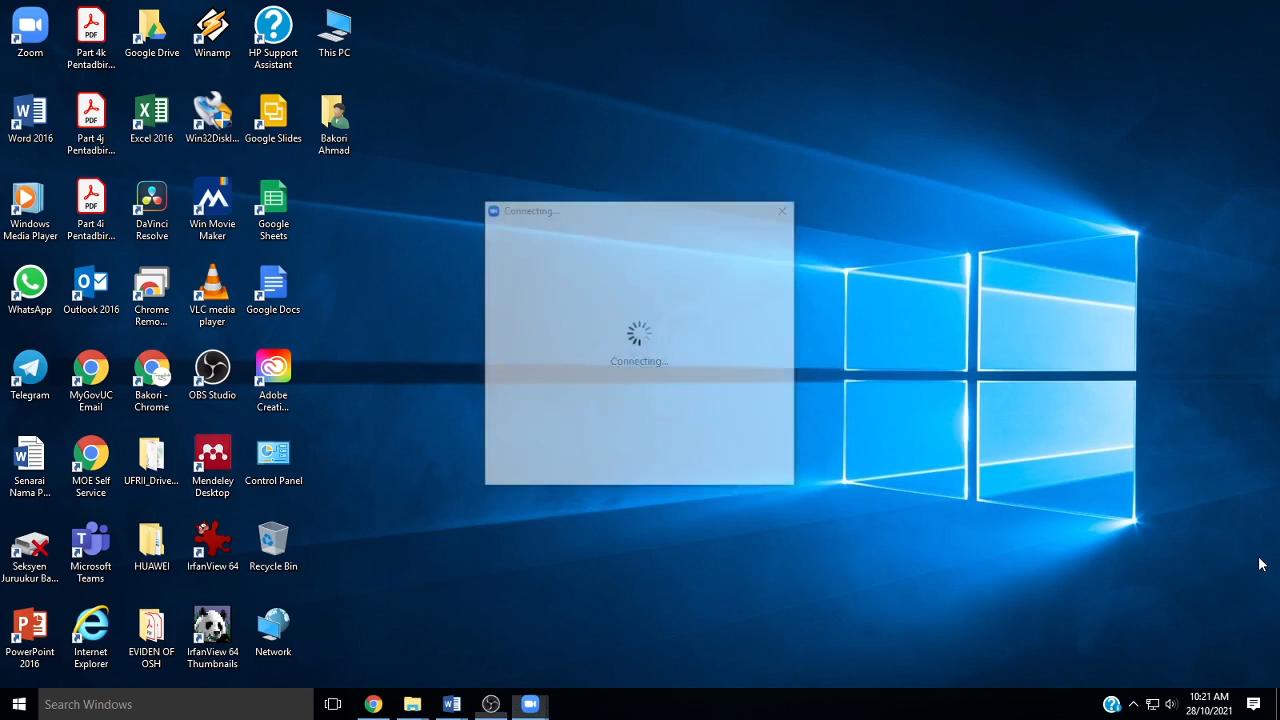 Zoom
Part 4k
Pentadbir...
Google Drive
Winamp
HP Support
Assistant
This PC
Word 2016
Part 4j
Pentadbir...
Excel 2016
Win32DiskI...
Google Slides
Bakori
Ahmad
Windows
Media Player
Part 4i
Pentadbir...
DaVinci
Resolve
Win Movie
Maker
Google
Sheets
WhatsApp
Outlook 2016
Chrome
Remo...
VLC media
player
Google Docs
Telegram
MyGovUC
Email
Bakori -
Chrome
OBS Studio
Adobe
Creati...
Senarai
Nama P...
MOE Self
Service
UFRII_Drive...
Mendeley
Desktop
Control Panel
Seksyen
Juruukur Ba...
Microsoft
Teams
HUAWEI
IrfanView 64
Recycle Bin
PowerPoint
2016
Internet
Explorer
EVIDEN OF
OSH
IrfanView 64
Thumbnails
Network
Connecting...
Connecting...
Search Windows
10:21 AM
28/10/2021